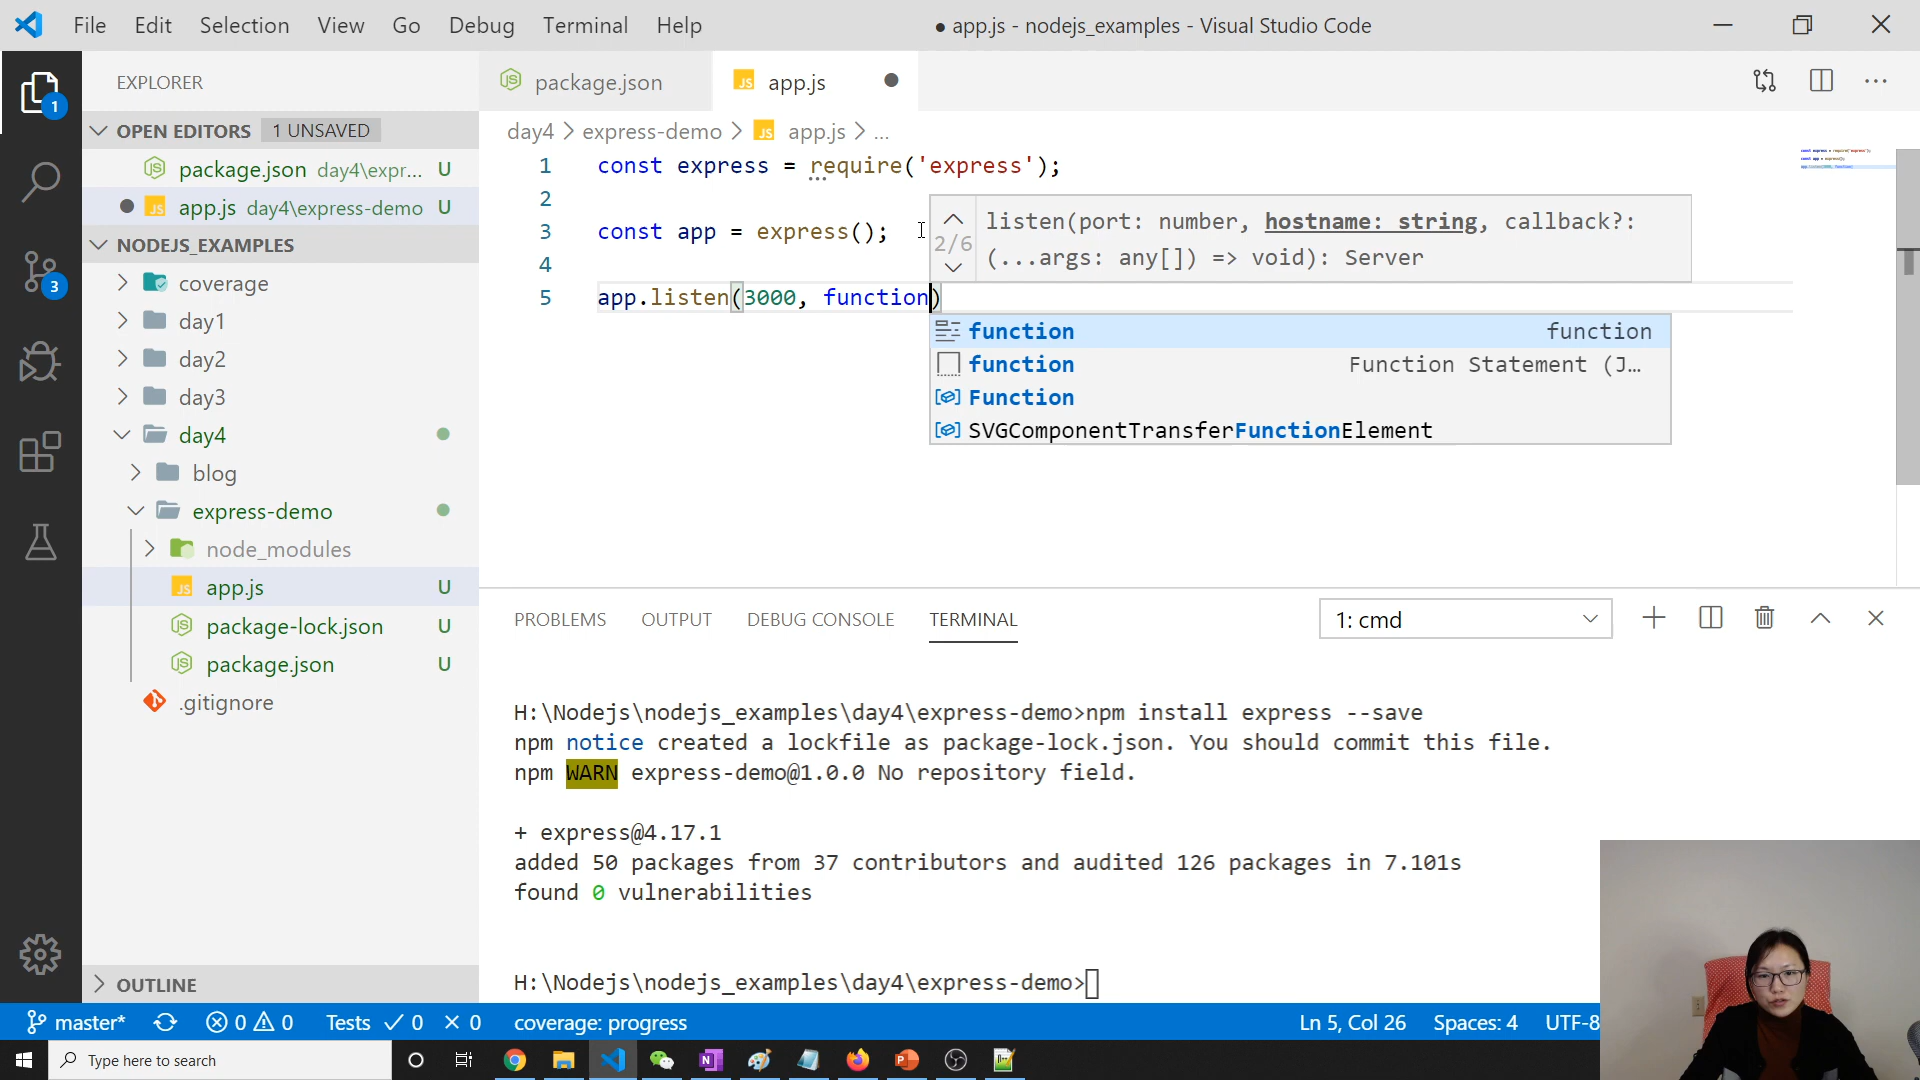 File Edit Selection View Go Debug Terminal Help
● app.js - nodejs_examples - Visual Studio Code
EXPLORER
OPEN EDITORS 1 UNSAVED
package.json day4\expr... U
app.js day4\express-demo U
NODEJS_EXAMPLES
coverage
day1
day2
day3
day4
blog
express-demo
node_modules
app.js U
package-lock.json U
package.json U
.gitignore
OUTLINE
1
3
package.json
app.js
day4 > express-demo > JS app.js > ...
1 const express = require('express');
2
3 const app = express();
4
5 app.listen(3000, function)
2/6
listen(port: number, hostname: string, callback?:
(...args: any[]) => void): Server
function function
function Function Statement (J...
Function
SVGComponentTransferFunctionElement
PROBLEMS OUTPUT DEBUG CONSOLE TERMINAL
1: cmd
H:\Nodejs\nodejs_examples\day4\express-demo>npm install express --save
npm notice created a lockfile as package-lock.json. You should commit this file.
npm WARN express-demo@1.0.0 No repository field.
+ express@4.17.1
added 50 packages from 37 contributors and audited 126 packages in 7.101s
found 0 vulnerabilities
H:\Nodejs\nodejs_examples\day4\express-demo>
master* 0 0 Tests ✓ 0 × 0 coverage: progress Ln 5, Col 26 Spaces: 4 UTF-8
Type here to search